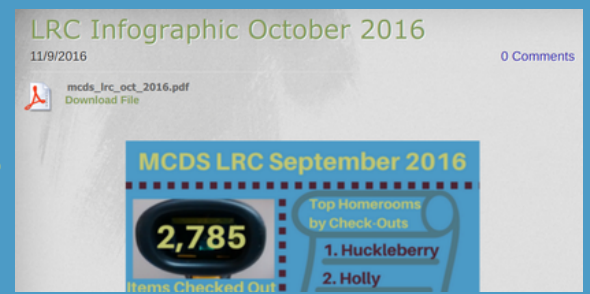 LRC Infographic October 2016
11/9/2016
0 Comments
mcds_lrc_oct_2016.pdf
Download File
MCDS LRC September 2016
2,785
Items Checked Out
Top Homerooms
by Check-Outs
1. Huckleberry
2. Holly